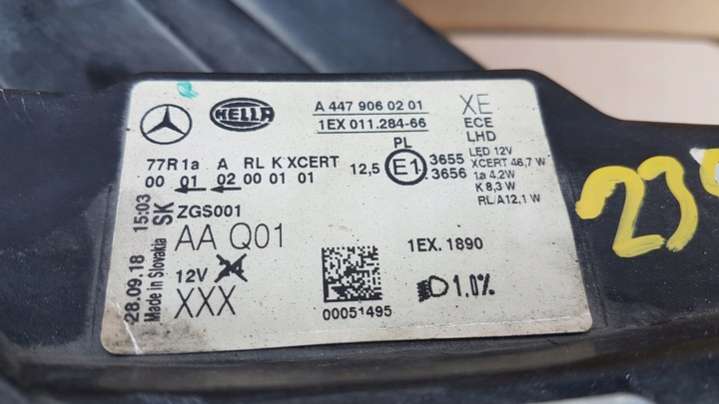 HELLA
A 447 906 02 01
1EX 011.284-66
XE
ECE
LHD
PL
LED 12V
77R 1a A RL K XCERT
00 01 02 00 01 01
12,5
E1
3655
3656
XCERT 46,7 W
1a 4,2W
K 8,3 W
RL/A12,1 W
28.09.18 15:03
Made in Slovakia SK
ZGS001
AA Q01
12V
XXX
00051495
1EX. 1890
1,0%